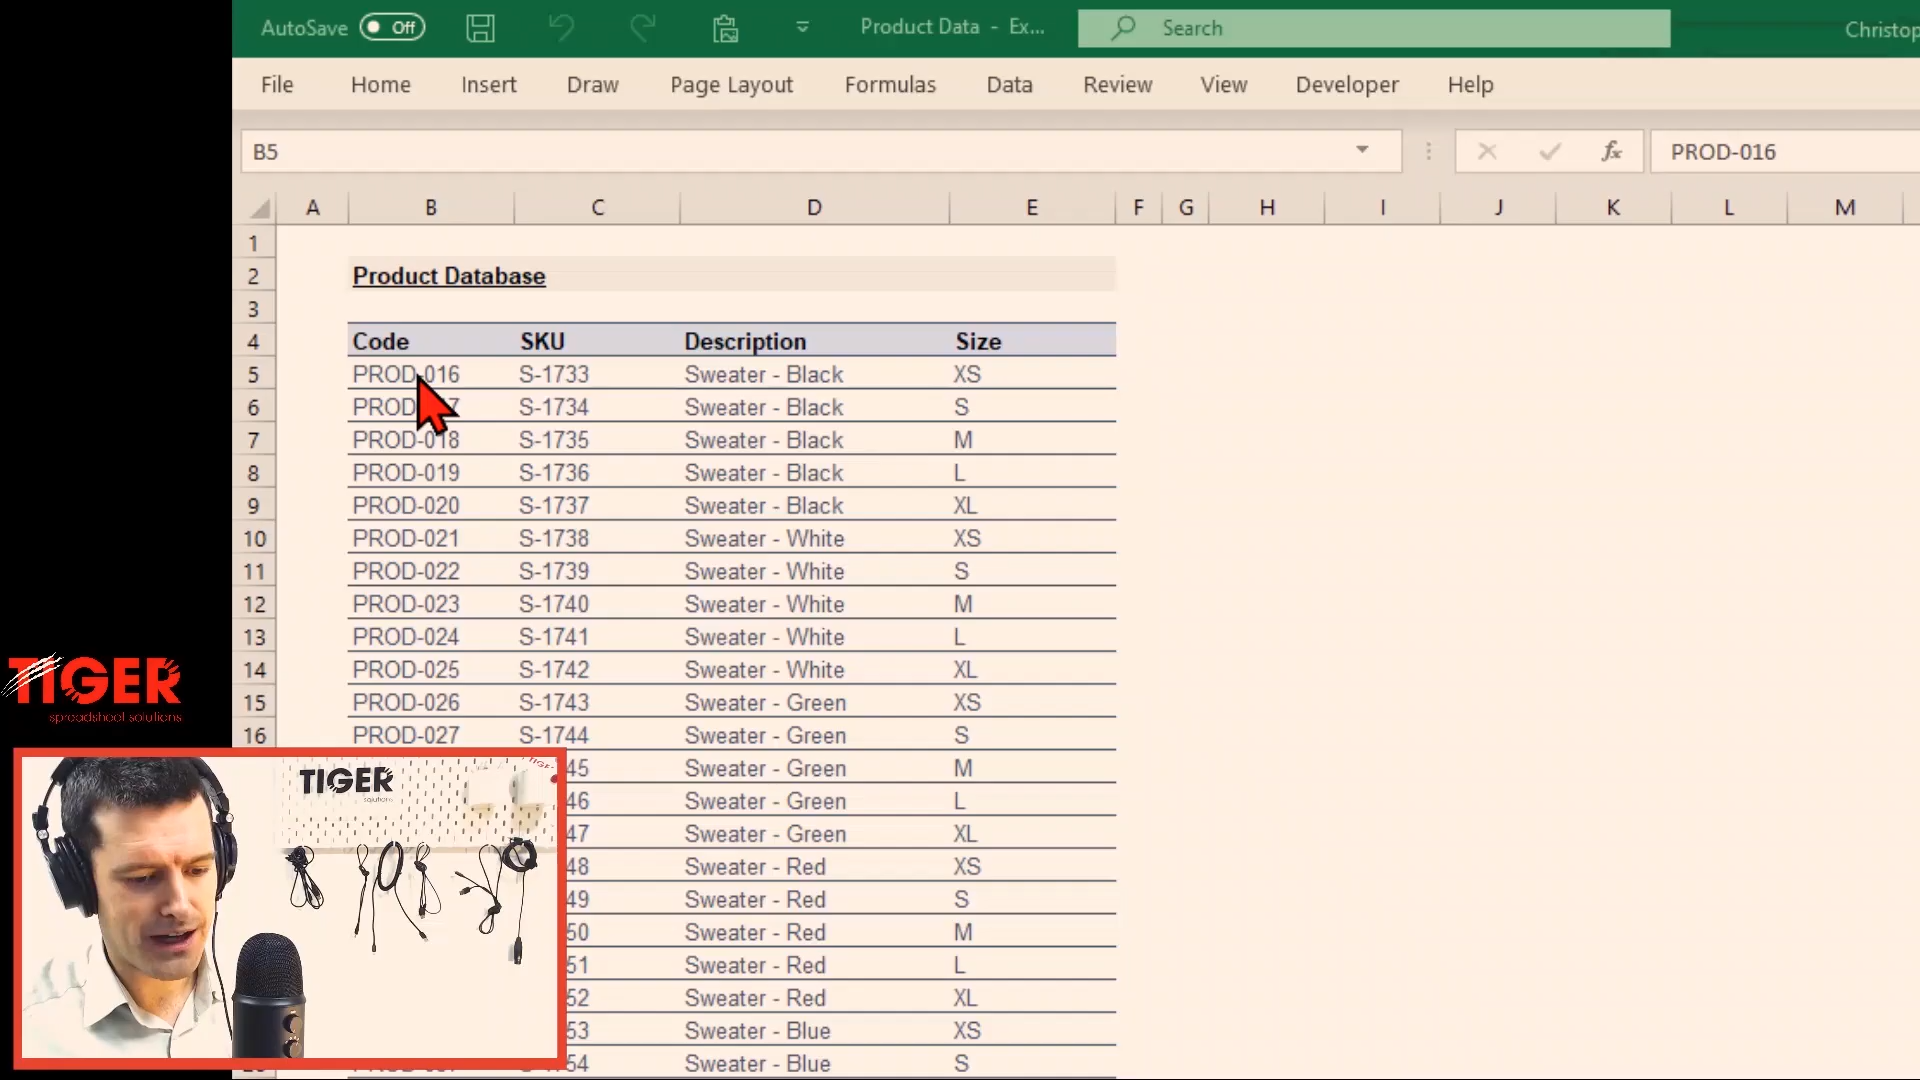 AutoSave Off Product Data - Ex... Search Christop
File Home Insert Draw Page Layout Formulas Data Review View Developer Help
B5 fx PROD-016
A B C D E F G H I J K L M
1
2 Product Database
3
4 Code SKU Description Size
5 PROD-016 S-1733 Sweater - Black XS
6 PROD 7 S-1734 Sweater - Black S
7 PROD-018 S-1735 Sweater - Black M
8 PROD-019 S-1736 Sweater - Black L
9 PROD-020 S-1737 Sweater - Black XL
10 PROD-021 S-1738 Sweater - White XS
11 PROD-022 S-1739 Sweater - White S
12 PROD-023 S-1740 Sweater - White M
13 PROD-024 S-1741 Sweater - White L
14 PROD-025 S-1742 Sweater - White XL
15 PROD-026 S-1743 Sweater - Green XS
16 PROD-027 S-1744 Sweater - Green S
45 Sweater - Green M
46 Sweater - Green L
47 Sweater - Green XL
48 Sweater - Red XS
49 Sweater - Red S
50 Sweater - Red M
51 Sweater - Red L
52 Sweater - Red XL
53 Sweater - Blue XS
54 Sweater - Blue S
TIGER
spreadsheet solutions
TIGER
solutions